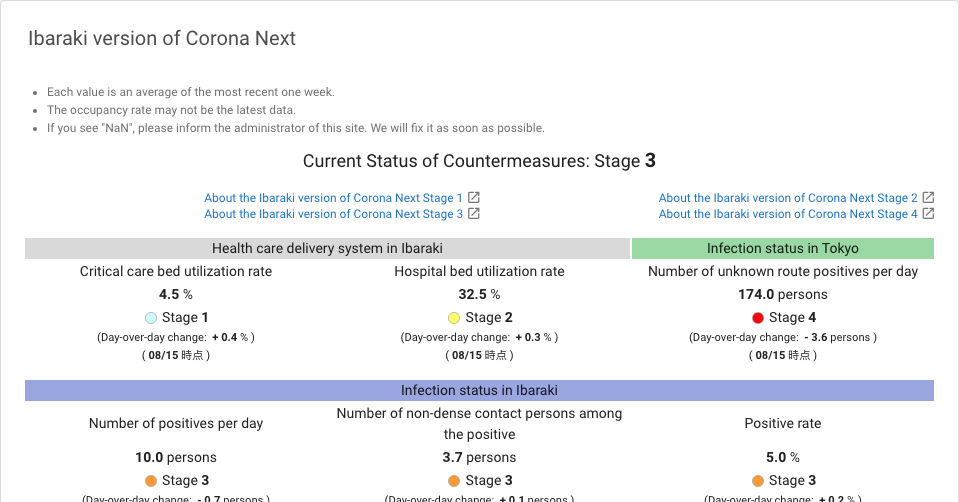 Ibaraki version of Corona Next
Each value is an average of the most recent one week.
The occupancy rate may not be the latest data.
If you see "NaN", please inform the administrator of this site. We will fix it as soon as possible.
Current Status of Countermeasures: Stage 3
About the Ibaraki version of Corona Next Stage 1
About the Ibaraki version of Corona Next Stage 2
About the Ibaraki version of Corona Next Stage 3
About the Ibaraki version of Corona Next Stage 4
Health care delivery system in Ibaraki
Infection status in Tokyo
Critical care bed utilization rate
4.5 %
Stage 1
(Day-over-day change: + 0.4 % )
( 08/15 時点 )
Hospital bed utilization rate
32.5 %
Stage 2
(Day-over-day change: + 0.3 % )
( 08/15 時点 )
Number of unknown route positives per day
174.0 persons
Stage 4
(Day-over-day change: - 3.6 persons )
( 08/15 時点 )
Infection status in Ibaraki
Number of positives per day
10.0 persons
Stage 3
(Day-over-day change: - 0.7 persons )
Number of non-dense contact persons among
the positive
3.7 persons
Stage 3
(Day-over-day change: + 0.1 persons )
Positive rate
5.0 %
Stage 3
(Day-over-day change: + 0.2 % )